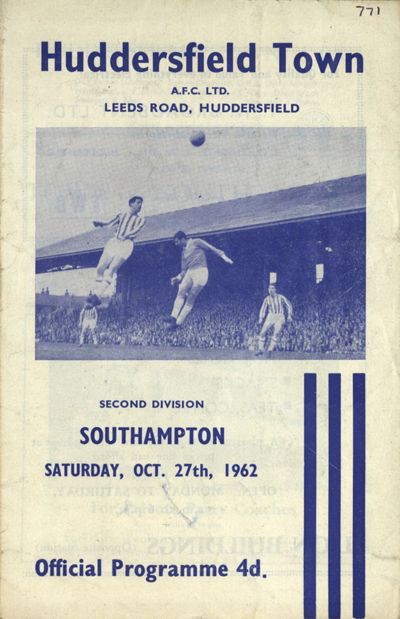 771
Huddersfield Town
A.F.C. LTD.
LEEDS ROAD, HUDDERSFIELD
SECOND DIVISION
SOUTHAMPTON
SATURDAY, OCT. 27th, 1962
Official Programme 4d.